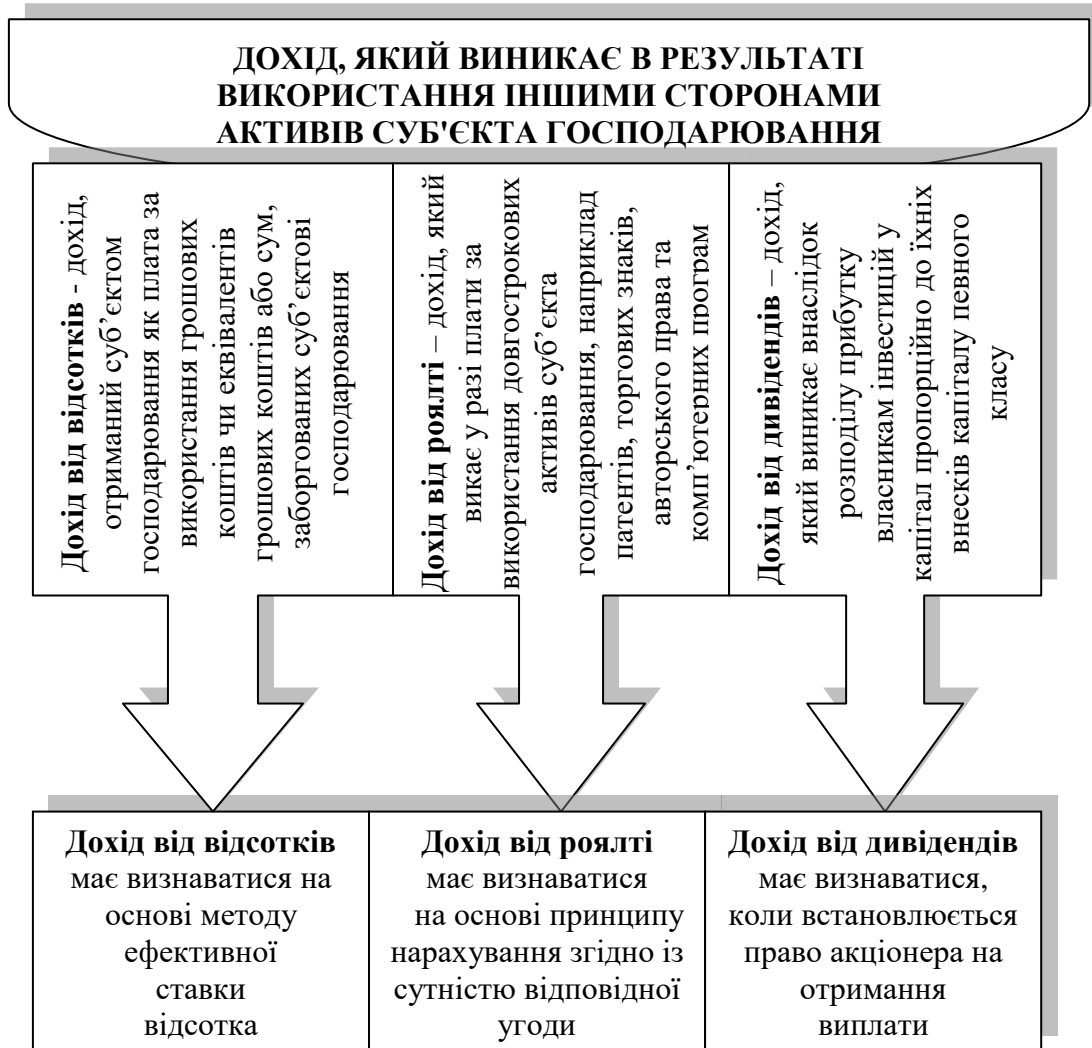 ДОХІД, ЯКИЙ ВИНИКАЄ В РЕЗУЛЬТАТІ
ВИКОРИСТАННЯ ІНШИМИ СТОРОНАМИ
АКТИВІВ СУБ'ЄКТА ГОСПОДАРЮВАННЯ
Дохід від відсотків - дохід,
отриманий суб’єктом
господарювання як плата за
використання грошових
коштів чи еквівалентів
грошових коштів або сум,
заборгованих суб’єктові
господарювання
Дохід від роялті – дохід, який
викає у разі плати за
використання довгострокових
активів суб’єкта
господарювання, наприклад
патентів, торгових знаків,
авторського права та
комп’ютерних програм
Дохід від дивідендів – дохід,
який виникає внаслідок
розподілу прибутку
власникам інвестицій у
капітал пропорційно до їхніх
внесків капіталу певного
класу
Дохід від відсотків
має визнаватися на
основі методу
ефективної
ставки
відсотка
Дохід від роялті
має визнаватися
на основі принципу
нарахування згідно із
сутністю відповідної
угоди
Дохід від дивідендів
має визнаватися,
коли встановлюється
право акціонера на
отримання
виплати